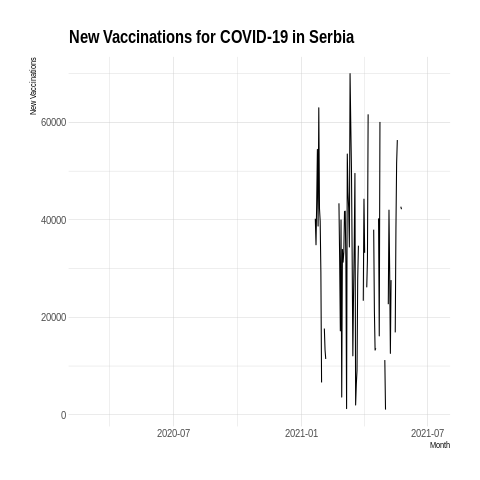 New Vaccinations for COVID-19 in Serbia
New Vaccinations
60000
40000
20000
0
2020-07
2021-01
2021-07
Month